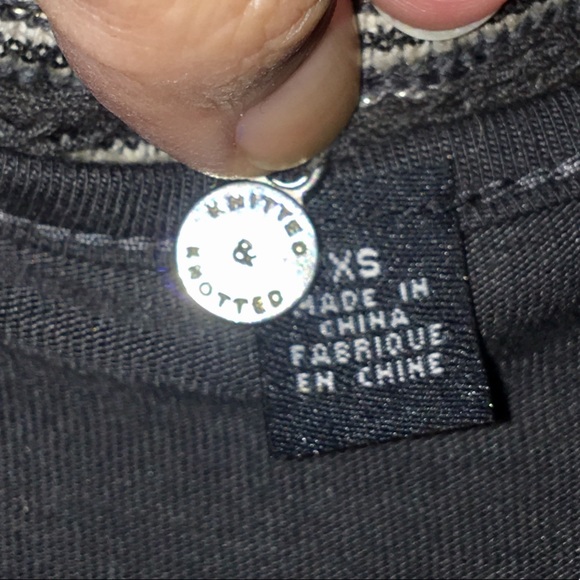 KNITTED
&
KNOTTED
XS
MADE IN
CHINA
FABRIQUE
EN CHINE